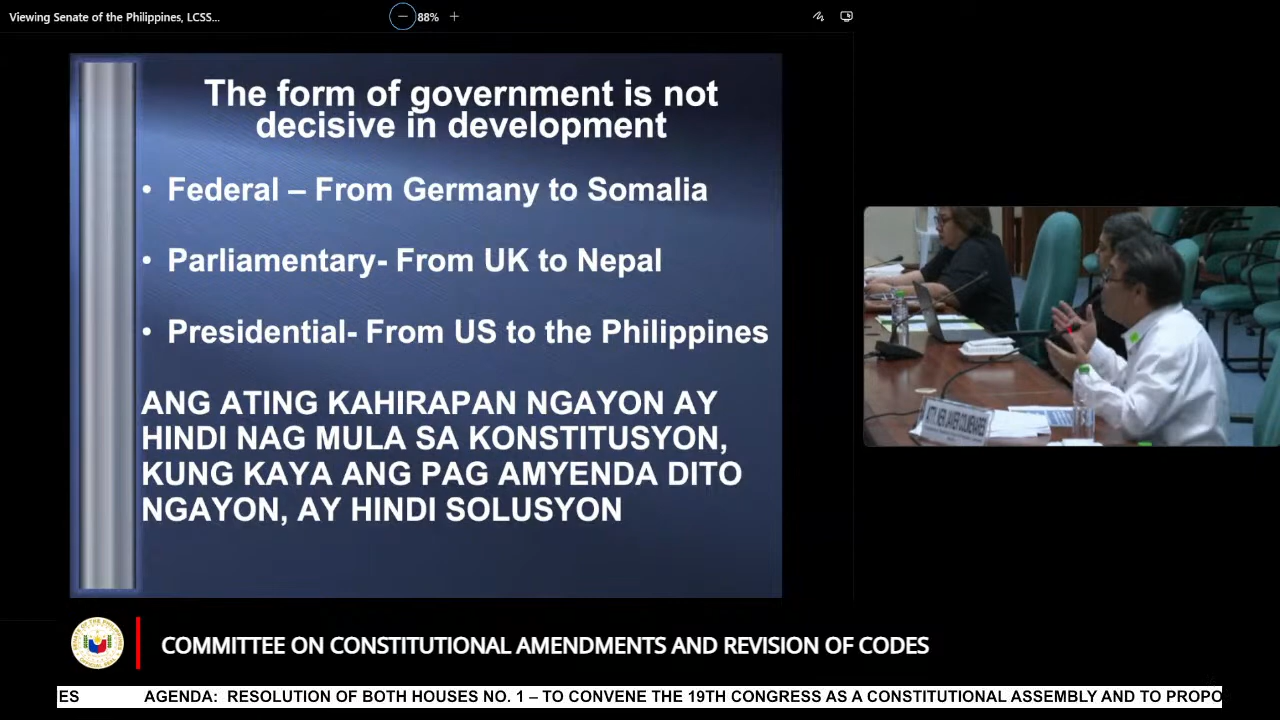 Viewing Senate of the Philippines, LCSS...
88%
The form of government is not
decisive in development
• Federal – From Germany to Somalia
• Parliamentary- From UK to Nepal
• Presidential- From US to the Philippines
ANG ATING KAHIRAPAN NGAYON AY
HINDI NAG MULA SA KONSTITUSYON,
KUNG KAYA ANG PAG AMYENDA DITO
NGAYON, AY HINDI SOLUSYON
ATTY. NERI JAVIER COLMENARES
COMMITTEE ON CONSTITUTIONAL AMENDMENTS AND REVISION OF CODES
ES AGENDA: RESOLUTION OF BOTH HOUSES NO. 1 – TO CONVENE THE 19TH CONGRESS AS A CONSTITUTIONAL ASSEMBLY AND TO PROPO